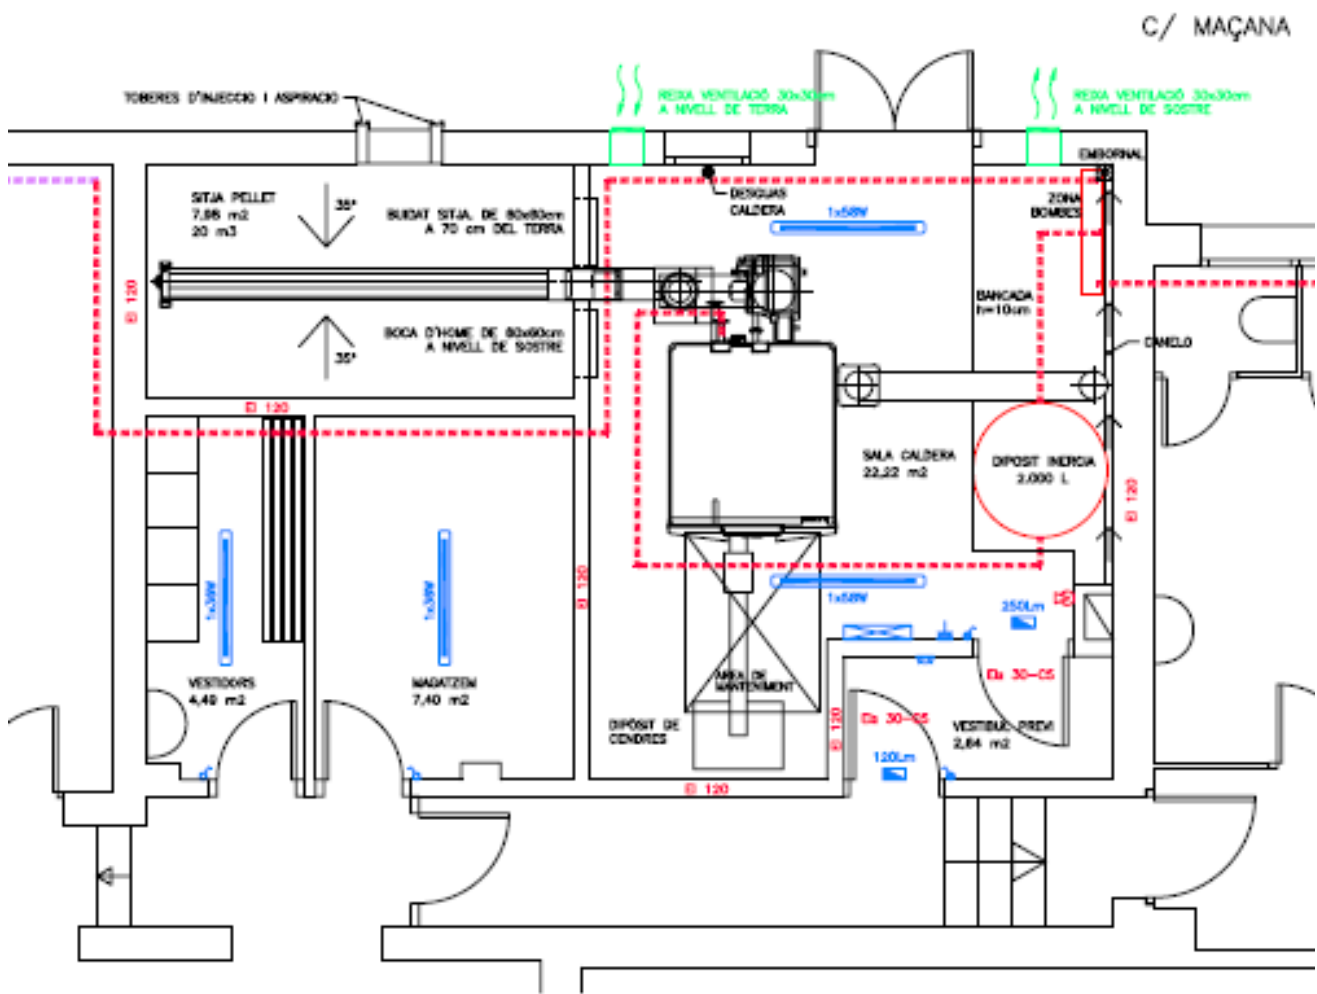 C/ MAÇANA
TOBERES D'INJECCIO I ASPIRACIO
REIXA VENTILACIÓ 30x30cm
A NIVELL DE TERRA
REIXA VENTILACIÓ 30x30cm
A NIVELL DE SOSTRE
EMBORNAL
SITJA PELLET
7,98 m2
20 m3
35º
BUIDAT SITJA. DE 80x80cm
A 70 cm DEL TERRA
DESGUAS
CALDERA
1x58W
ZONA
BOMBES
EI 120
BANCADA
h=10cm
BOCA D'HOME DE 60x60cm
A NIVELL DE SOSTRE
35º
CANELO
EI 120
SALA CALDERA
22,22 m2
DIPOSIT INERCIA
2.000 L
EI 120
1x36W
1x36W
EI 120
1x58W
250Lm
VESTIDORS
4,49 m2
MAGATZEM
7,40 m2
AREA DE
MANTENIMENT
EI2 30-C5
DIPÒSIT DE
CENDRES
EI 120
EI2 30-C5
VESTIBUL PREVI
2,84 m2
120Lm
EI 120